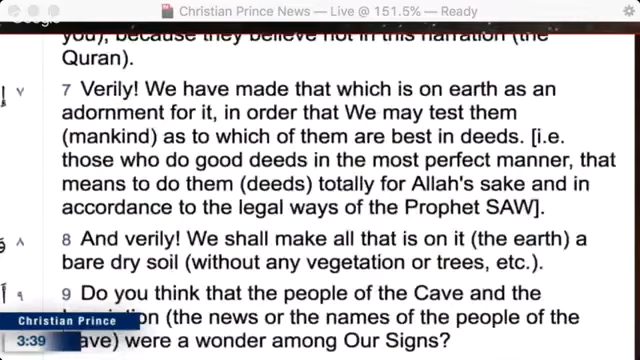 Christian Prince News — Live @ 151.5% — Ready
you), because they believe not in this narration (the
Quran).
7 Verily! We have made that which is on earth as an
adornment for it, in order that We may test them
(mankind) as to which of them are best in deeds. [i.e.
those who do good deeds in the most perfect manner, that
means to do them (deeds) totally for Allah's sake and in
accordance to the legal ways of the Prophet SAW].
٧
8 And verily! We shall make all that is on it (the earth) a
bare dry soil (without any vegetation or trees, etc.).
٨
9 Do you think that the people of the Cave and the
(the news or the names of the people of the
were a wonder among Our Signs?
٩
Christian Prince
3:39